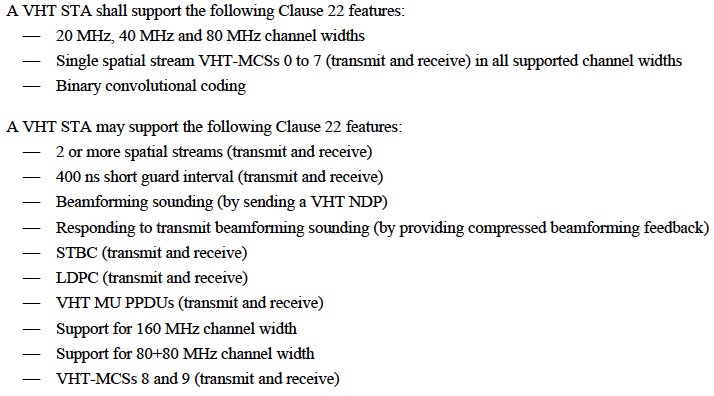 A VHT STA shall support the following Clause 22 features:
— 20 MHz, 40 MHz and 80 MHz channel widths
— Single spatial stream VHT-MCSs 0 to 7 (transmit and receive) in all supported channel widths
— Binary convolutional coding
A VHT STA may support the following Clause 22 features:
— 2 or more spatial streams (transmit and receive)
— 400 ns short guard interval (transmit and receive)
— Beamforming sounding (by sending a VHT NDP)
— Responding to transmit beamforming sounding (by providing compressed beamforming feedback)
— STBC (transmit and receive)
— LDPC (transmit and receive)
— VHT MU PPDUs (transmit and receive)
— Support for 160 MHz channel width
— Support for 80+80 MHz channel width
— VHT-MCSs 8 and 9 (transmit and receive)